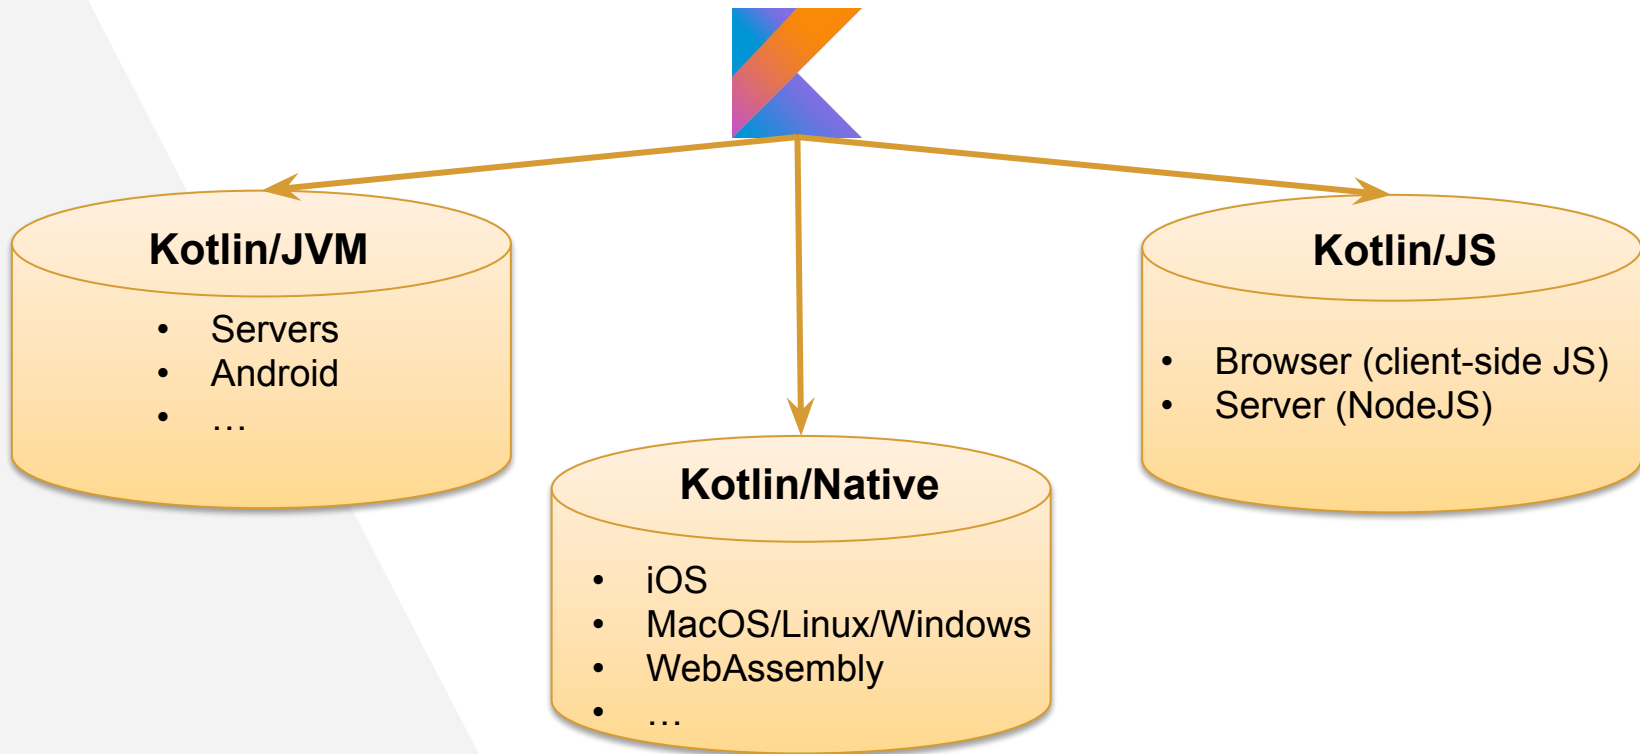 Kotlin/JVM
• Servers
• Android
• …
Kotlin/Native
• iOS
• MacOS/Linux/Windows
• WebAssembly
• …
Kotlin/JS
• Browser (client-side JS)
• Server (NodeJS)